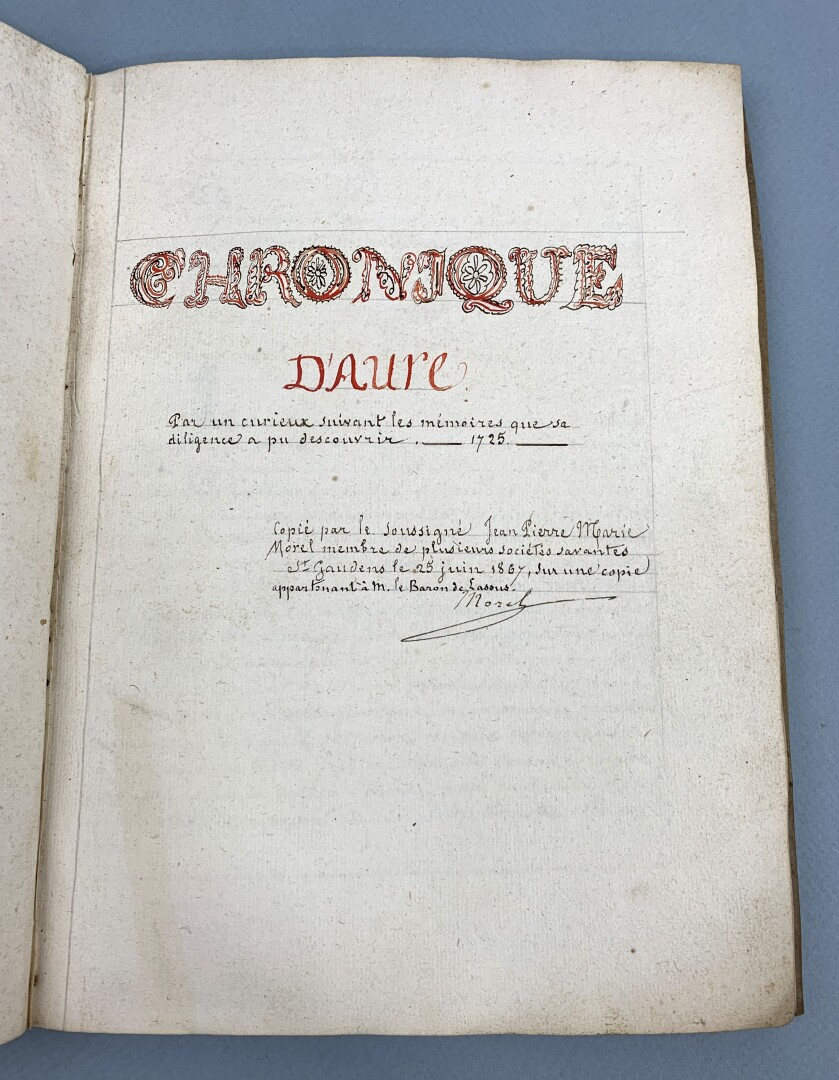 CHRONIQUE
D'AUre
Par un curieux suivant les mémoires que sa
diligence a pu descouvrir . —— 1725. ——
Copié par le soussigné Jean Pierre Marie
Morel membre de plusieurs sociétés savantes
St Gaudens le 25 juin 1867, sur une copie
appartenant à M. le Baron de Lassus.
Morel